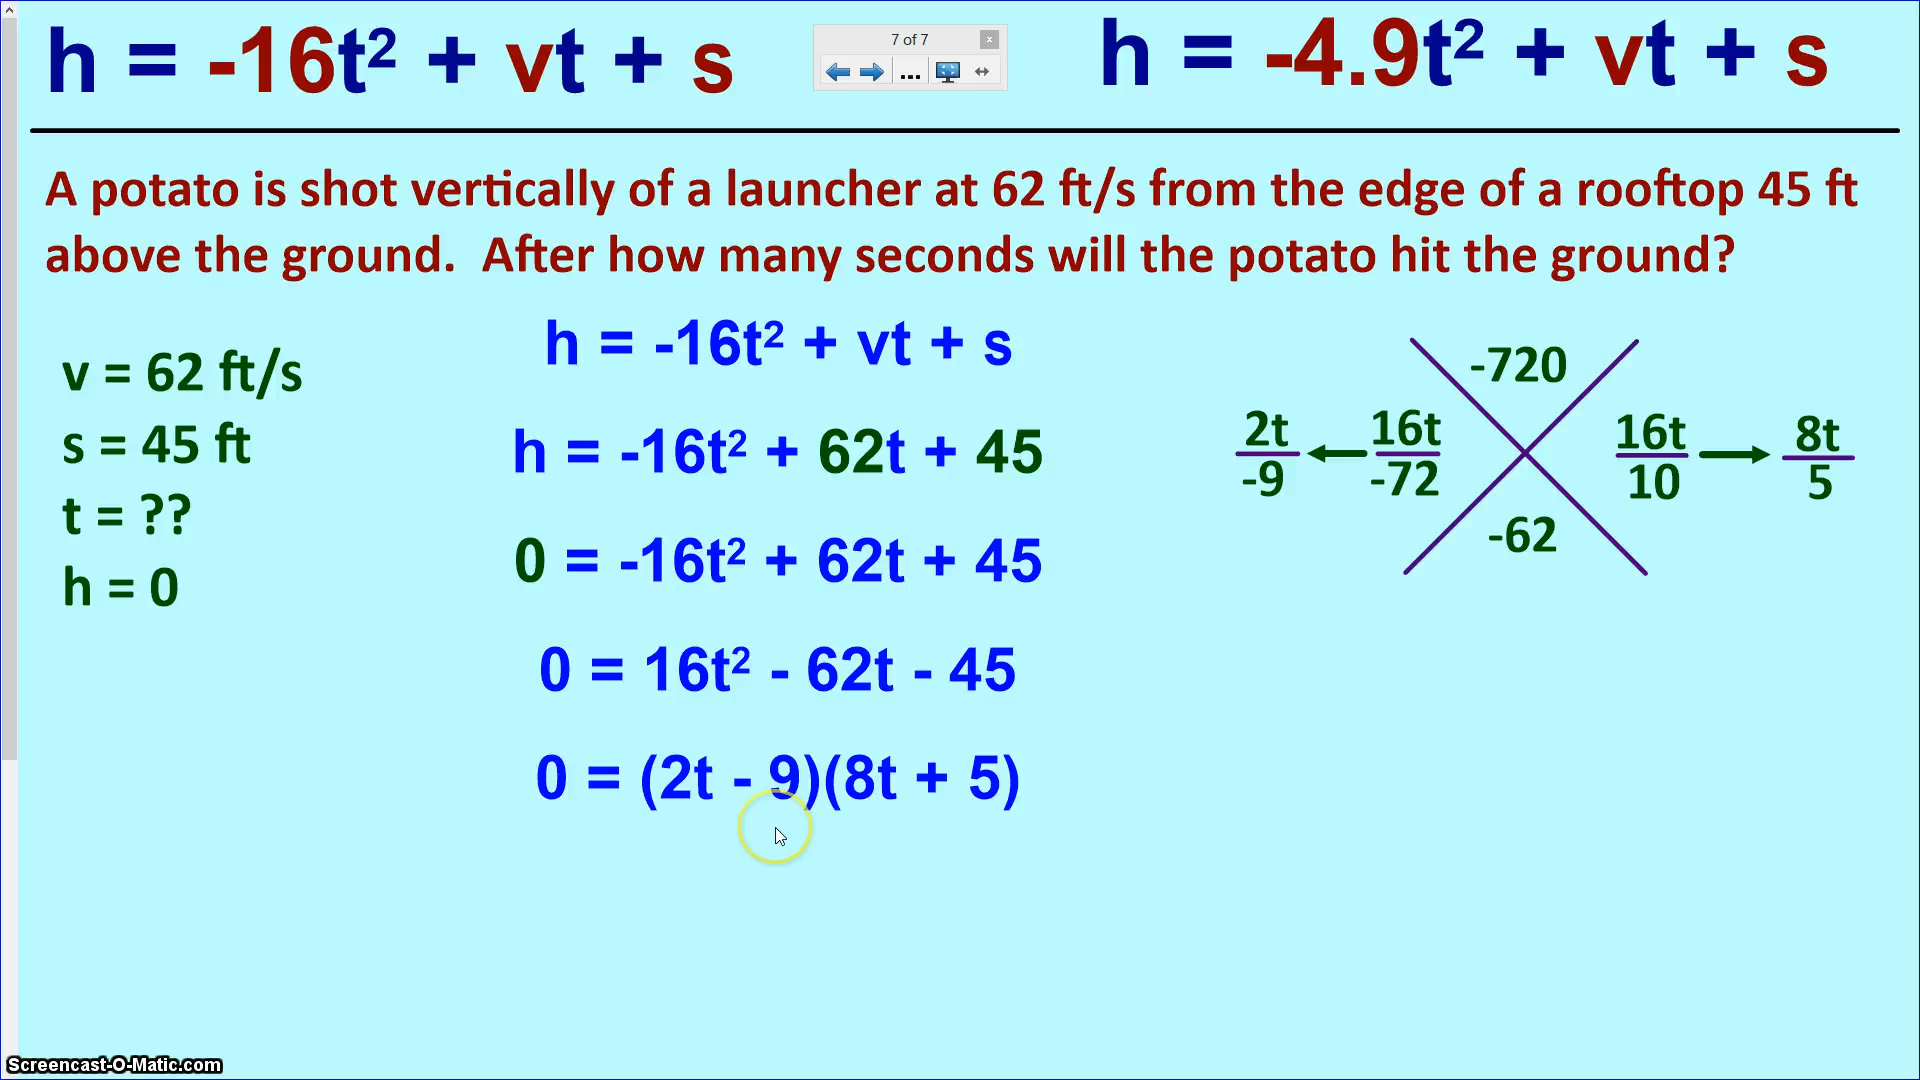 h = -16t² + vt + s
7 of 7
h = -4.9t² + vt + s
A potato is shot vertically of a launcher at 62 ft/s from the edge of a rooftop 45 ft
above the ground.  After how many seconds will the potato hit the ground?
v = 62 ft/s
s = 45 ft
t = ??
h = 0
h = -16t² + vt + s
h = -16t² + 62t + 45
0 = -16t² + 62t + 45
0 = 16t² - 62t - 45
0 = (2t - 9)(8t + 5)
-720
2t
-9
16t
-72
16t
10
8t
5
-62
Screencast-O-Matic.com